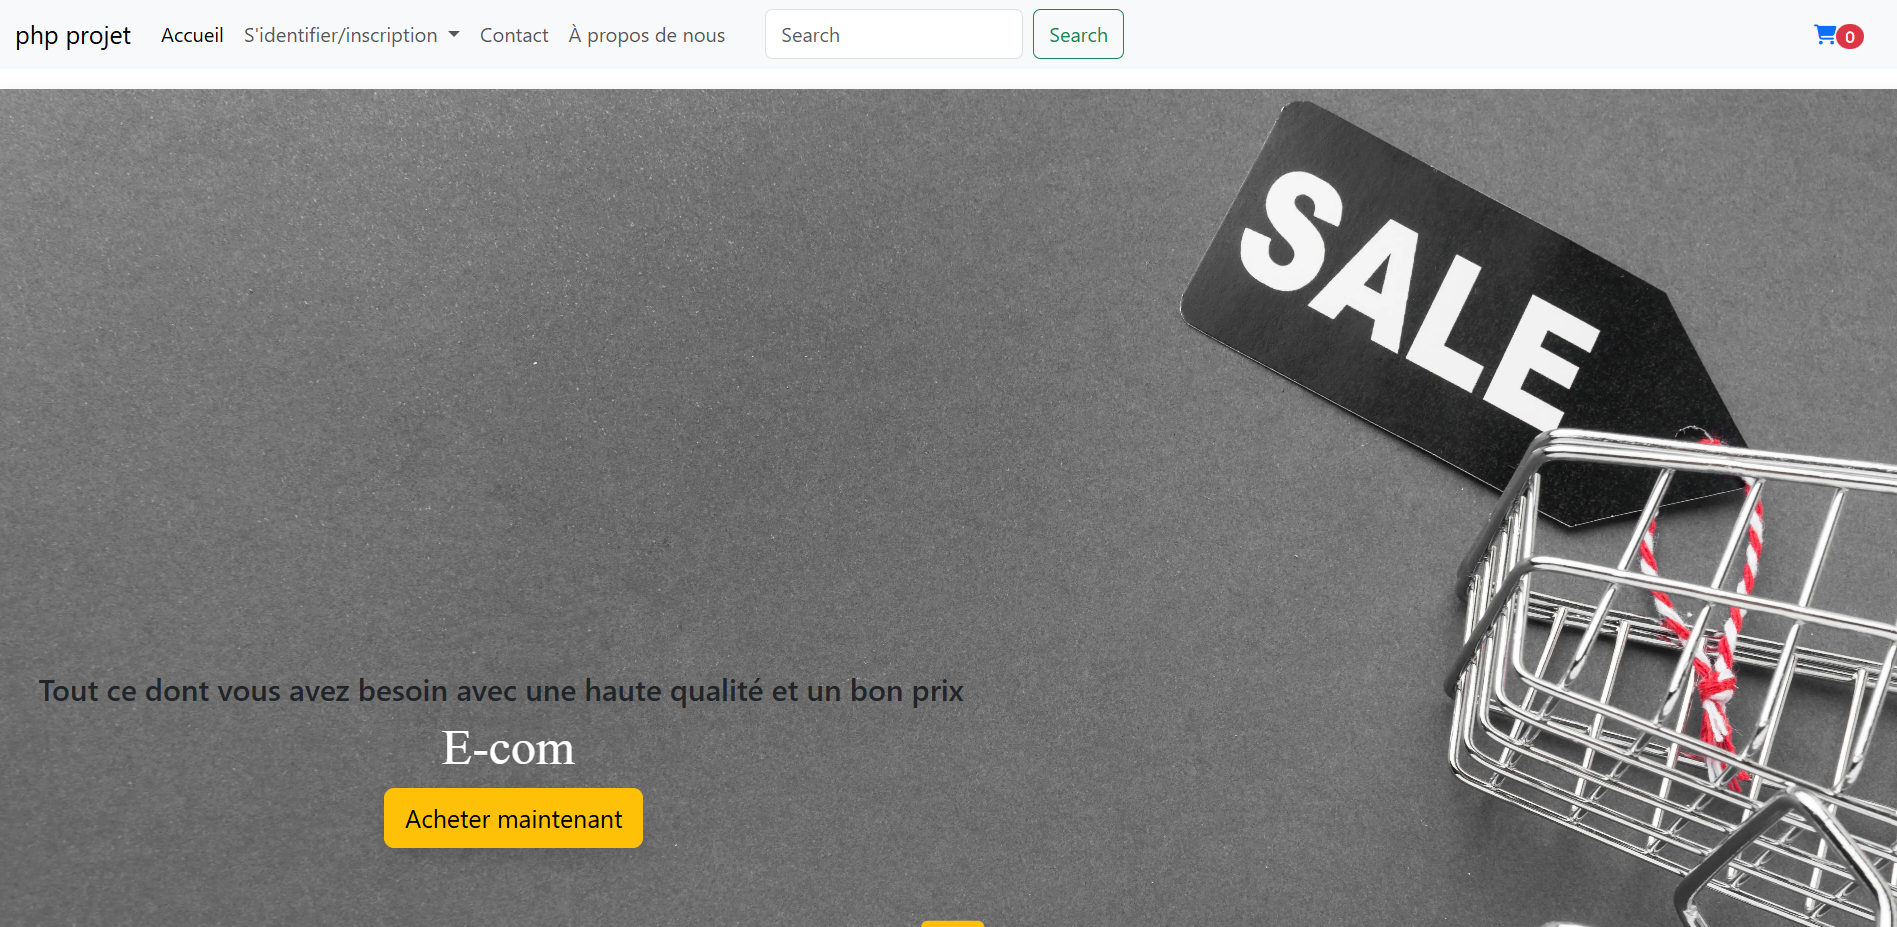 php projet Accueil S'identifier/inscription Contact À propos de nous Search Search 0
SALE
Tout ce dont vous avez besoin avec une haute qualité et un bon prix
E-com
Acheter maintenant